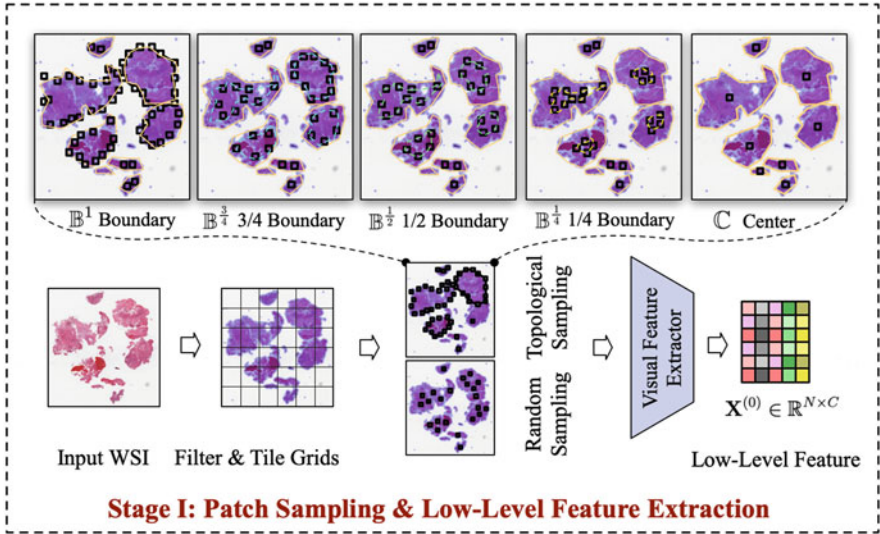 𝔹¹ Boundary
𝔹^{3/4} 3/4 Boundary
𝔹^{1/2} 1/2 Boundary
𝔹^{1/4} 1/4 Boundary
ℂ Center
Topological
Sampling
Random
Sampling
Visual Feature
Extractor
X⁽⁰⁾ ∈ ℝ^{N×C}
Input WSI
Filter & Tile Grids
Low-Level Feature
Stage I: Patch Sampling & Low-Level Feature Extraction